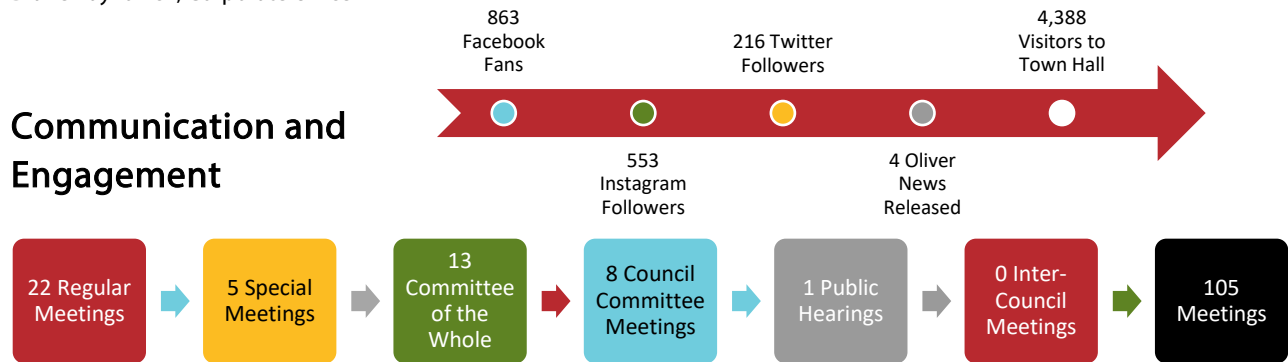 863
Facebook
Fans
216 Twitter
Followers
4,388
Visitors to
Town Hall
Communication and
Engagement
553
Instagram
Followers
4 Oliver
News
Released
22 Regular
Meetings
5 Special
Meetings
13
Committee
of the
Whole
8 Council
Committee
Meetings
1 Public
Hearings
0 Inter-
Council
Meetings
105
Meetings